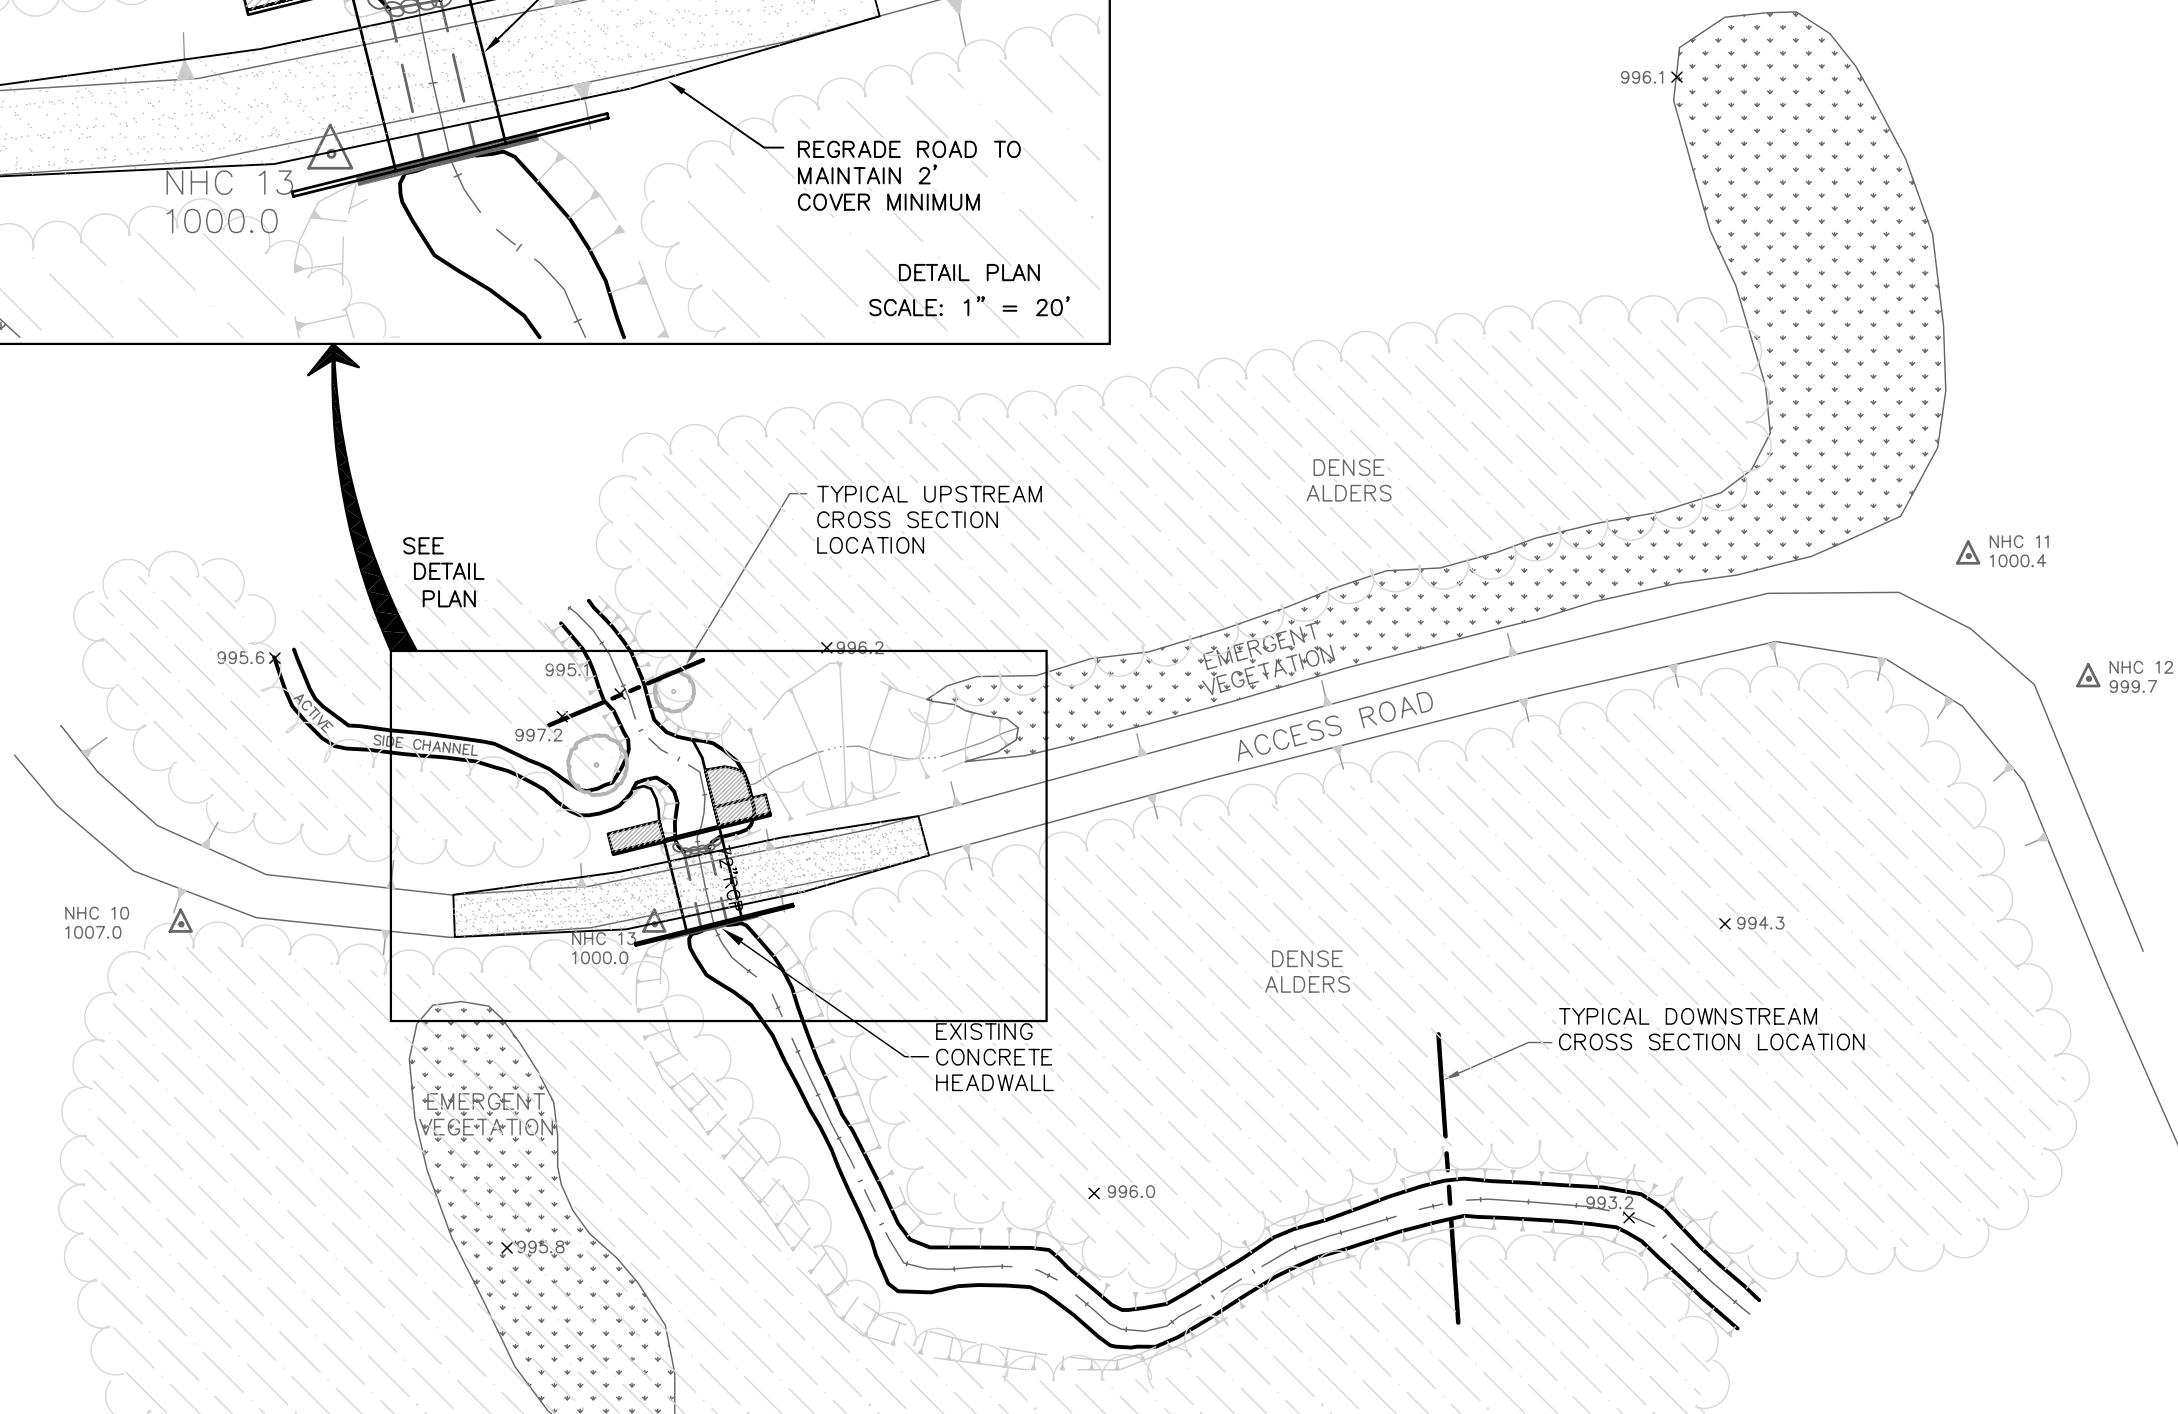 NHC 13
1000.0
REGRADE ROAD TO
MAINTAIN 2'
COVER MINIMUM
DETAIL PLAN
SCALE: 1" = 20'
996.1
DENSE
ALDERS
TYPICAL UPSTREAM
CROSS SECTION
LOCATION
SEE
DETAIL
PLAN
NHC 11
1000.4
995.6
995.1
996.2
EMERGENT
VEGETATION
NHC 12
999.7
ACTIVE
SIDE CHANNEL
997.2
ACCESS ROAD
72"RCP
NHC 10
1007.0
NHC 13
1000.0
994.3
DENSE
ALDERS
EXISTING
CONCRETE
HEADWALL
TYPICAL DOWNSTREAM
CROSS SECTION LOCATION
EMERGENT
VEGETATION
996.0
993.2
995.8